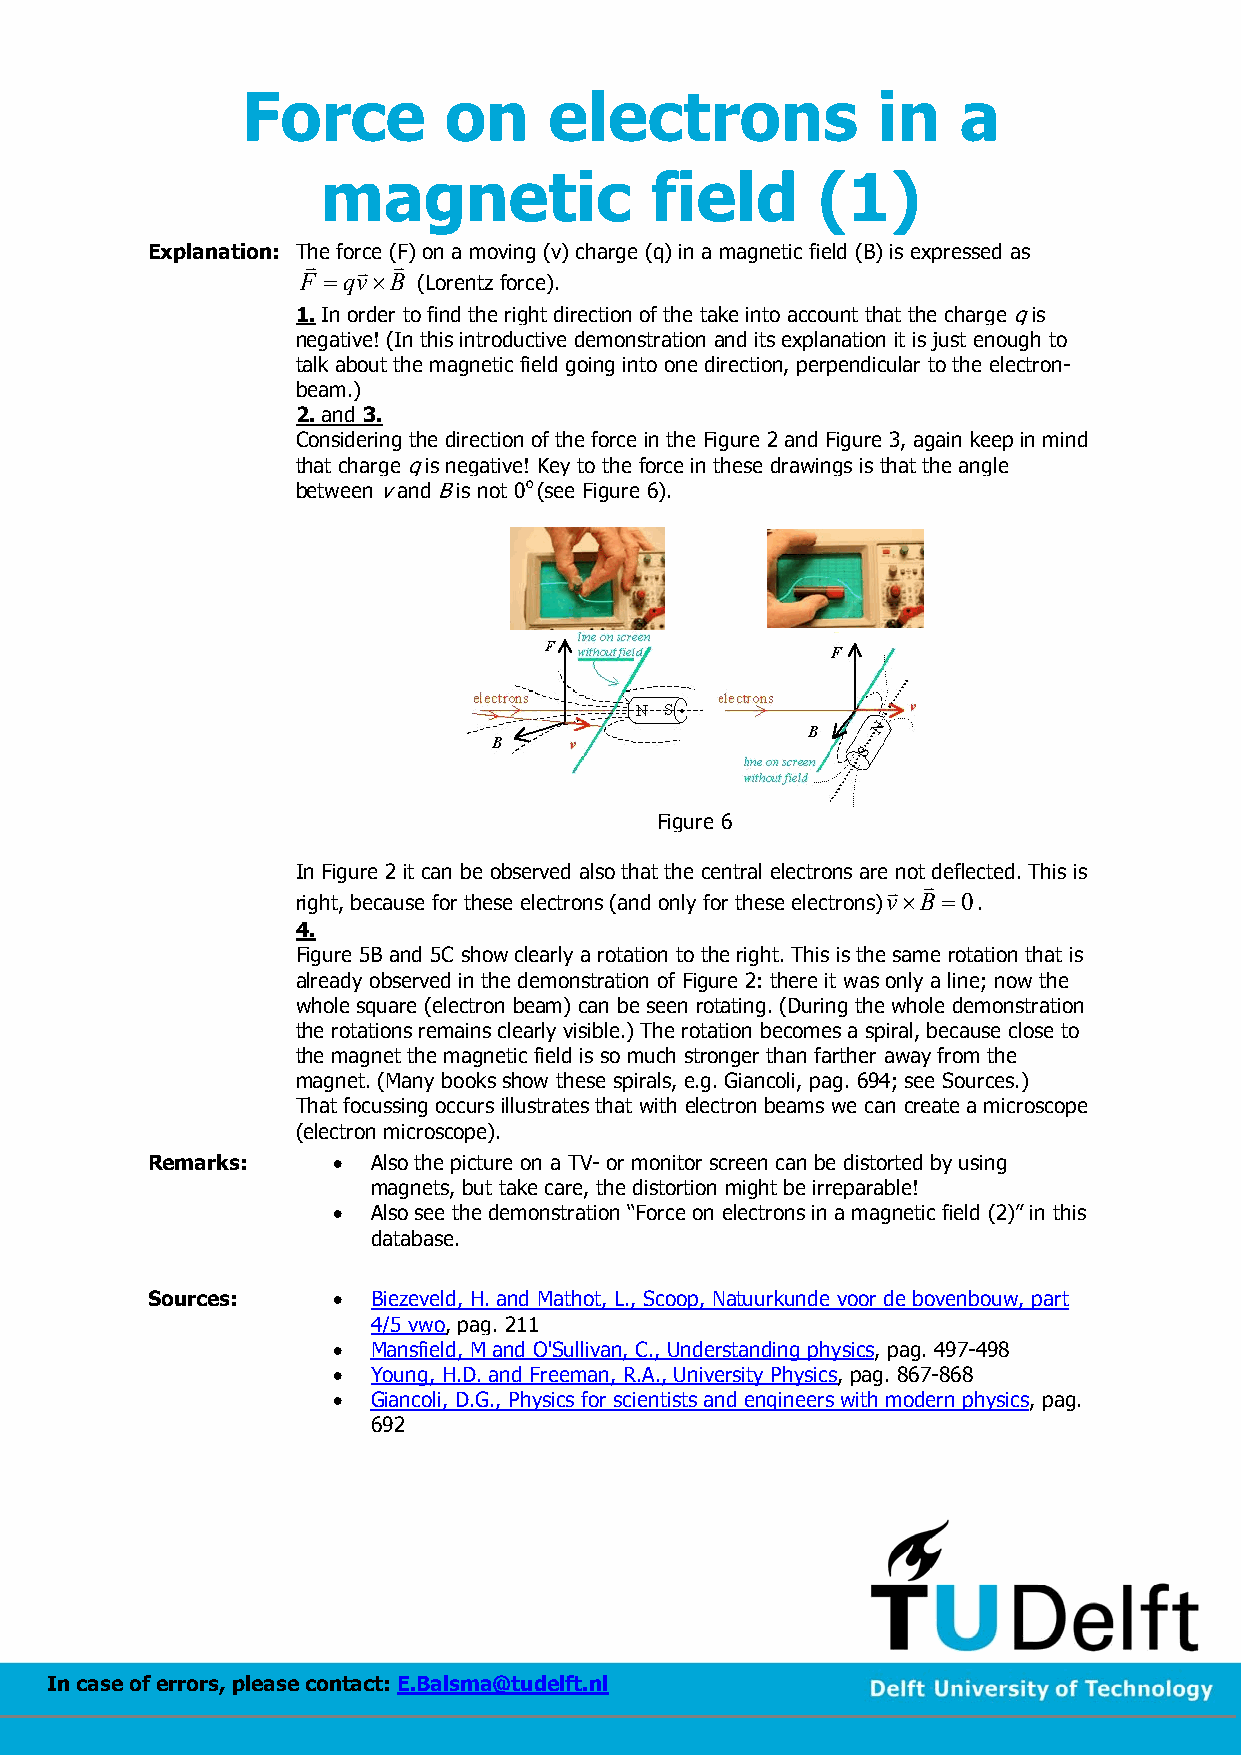 Force on electrons in a
magnetic field (1)
Explanation: The force (F) on a moving (v) charge (q) in a magnetic field (B) is expressed as
F⃗ = qv⃗ × B⃗ (Lorentz force).
1. In order to find the right direction of the take into account that the charge q is
negative! (In this introductive demonstration and its explanation it is just enough to
talk about the magnetic field going into one direction, perpendicular to the electron-
beam.)
2. and 3.
Considering the direction of the force in the Figure 2 and Figure 3, again keep in mind
that charge q is negative! Key to the force in these drawings is that the angle
between v and B is not 0° (see Figure 6).
F line on screen
without field
F
electrons
electrons
N S
v
B v
B
N
S
line on screen
without field
Figure 6
In Figure 2 it can be observed also that the central electrons are not deflected. This is
right, because for these electrons (and only for these electrons) v⃗ × B⃗ = 0.
4.
Figure 5B and 5C show clearly a rotation to the right. This is the same rotation that is
already observed in the demonstration of Figure 2: there it was only a line; now the
whole square (electron beam) can be seen rotating. (During the whole demonstration
the rotations remains clearly visible.) The rotation becomes a spiral, because close to
the magnet the magnetic field is so much stronger than farther away from the
magnet. (Many books show these spirals, e.g. Giancoli, pag. 694; see Sources.)
That focussing occurs illustrates that with electron beams we can create a microscope
(electron microscope).
Remarks: • Also the picture on a TV- or monitor screen can be distorted by using
magnets, but take care, the distortion might be irreparable!
• Also see the demonstration “Force on electrons in a magnetic field (2)” in this
database.
Sources: • Biezeveld, H. and Mathot, L., Scoop, Natuurkunde voor de bovenbouw, part
4/5 vwo, pag. 211
• Mansfield, M and O'Sullivan, C., Understanding physics, pag. 497-498
• Young, H.D. and Freeman, R.A., University Physics, pag. 867-868
• Giancoli, D.G., Physics for scientists and engineers with modern physics, pag.
692
TU Delft
In case of errors, please contact: E.Balsma@tudelft.nl
Delft University of Technology